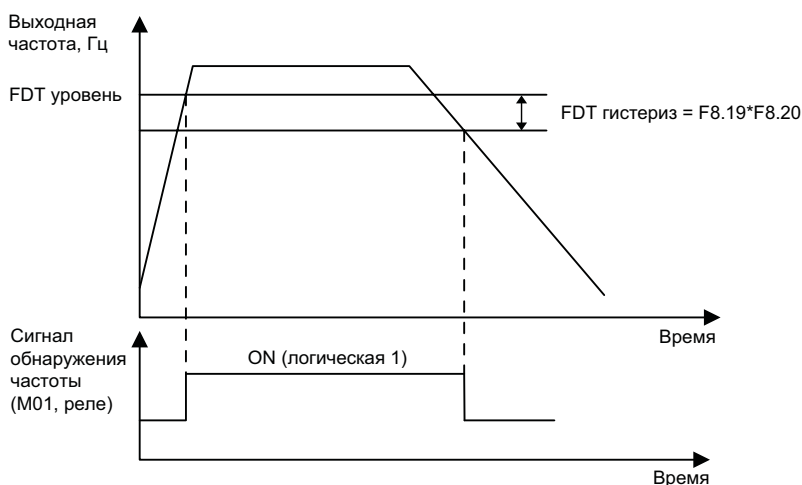 Выходная
частота, Гц
FDT уровень
FDT гистериз = F8.19*F8.20
Время
Сигнал
обнаружения
частоты
(M01, реле)
ON (логическая 1)
Время